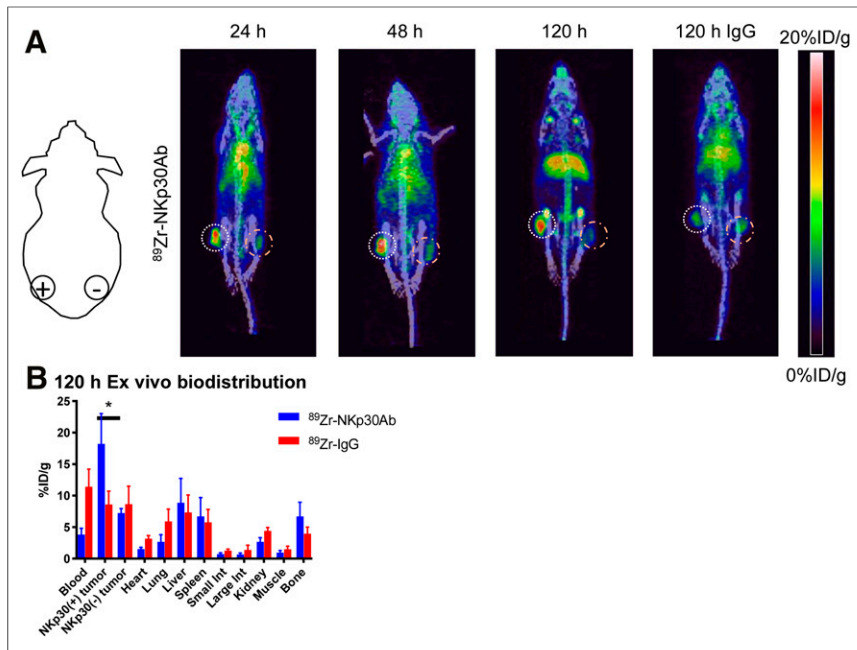 A
24 h
48 h
120 h
120 h IgG
20%ID/g
⁸⁹Zr-NKp30Ab
+
-
0%ID/g
B 120 h Ex vivo biodistribution
*
⁸⁹Zr-NKp30Ab
⁸⁹Zr-IgG
%ID/g
25
20
15
10
5
0
Blood
NKp30(+) tumor
NKp30(-) tumor
Heart
Lung
Liver
Spleen
Small Int
Large Int
Kidney
Muscle
Bone